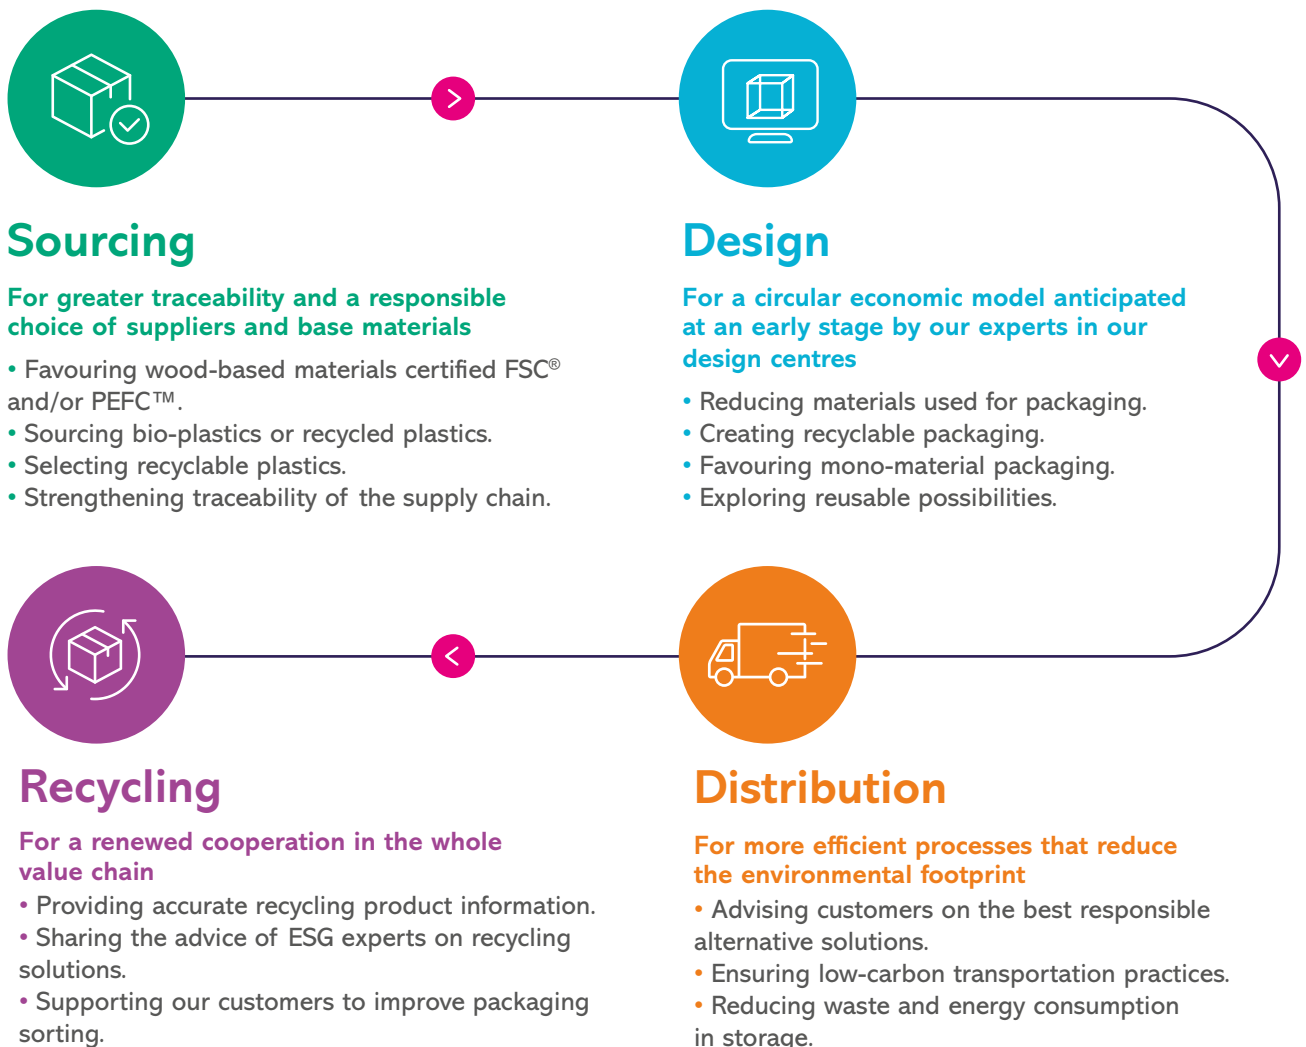 Sourcing
For greater traceability and a responsible
choice of suppliers and base materials
• Favouring wood-based materials certified FSC®
and/or PEFC™.
• Sourcing bio-plastics or recycled plastics.
• Selecting recyclable plastics.
• Strengthening traceability of the supply chain.
Design
For a circular economic model anticipated
at an early stage by our experts in our
design centres
• Reducing materials used for packaging.
• Creating recyclable packaging.
• Favouring mono-material packaging.
• Exploring reusable possibilities.
Recycling
For a renewed cooperation in the whole
value chain
• Providing accurate recycling product information.
• Sharing the advice of ESG experts on recycling
solutions.
• Supporting our customers to improve packaging
sorting.
Distribution
For more efficient processes that reduce
the environmental footprint
• Advising customers on the best responsible
alternative solutions.
• Ensuring low-carbon transportation practices.
• Reducing waste and energy consumption
in storage.